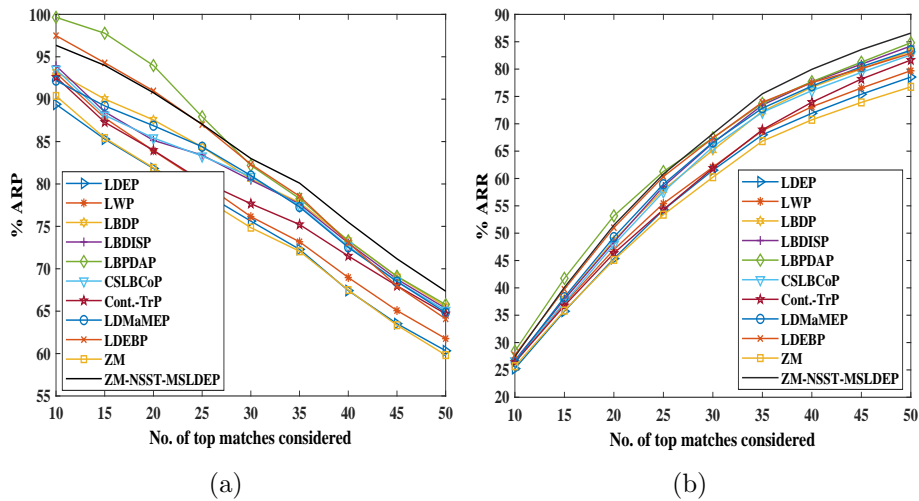 100
95
90
85
80
75
70
65
60
55
% ARP
LDEP
LWP
LBDP
LBDISP
LBPDAP
CSLBCoP
Cont.-TrP
LDMaMEP
LDEBP
ZM
ZM-NSST-MSLDEP
10 15 20 25 30 35 40 45 50
No. of top matches considered
(a)
90
85
80
75
70
65
60
55
50
45
40
35
30
25
20
% ARR
LDEP
LWP
LBDP
LBDISP
LBPDAP
CSLBCoP
Cont.-TrP
LDMaMEP
LDEBP
ZM
ZM-NSST-MSLDEP
10 15 20 25 30 35 40 45 50
No. of top matches considered
(b)